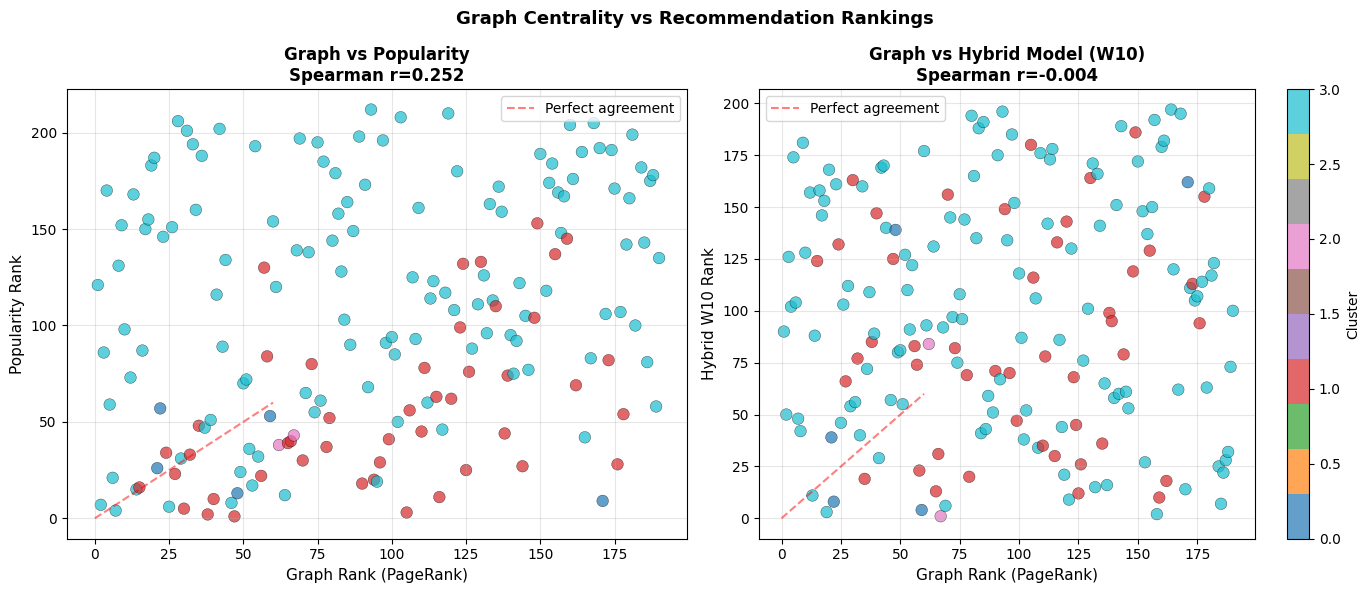 Graph Centrality vs Recommendation Rankings
Graph vs Popularity
Spearman r=0.252
Perfect agreement
200
150
100
50
0
Popularity Rank
0 25 50 75 100 125 150 175
Graph Rank (PageRank)
Graph vs Hybrid Model (W10)
Spearman r=-0.004
Perfect agreement
200
175
150
125
100
75
50
25
0
Hybrid W10 Rank
0 25 50 75 100 125 150 175
Graph Rank (PageRank)
3.0
2.5
2.0
1.5
1.0
0.5
0.0
Cluster